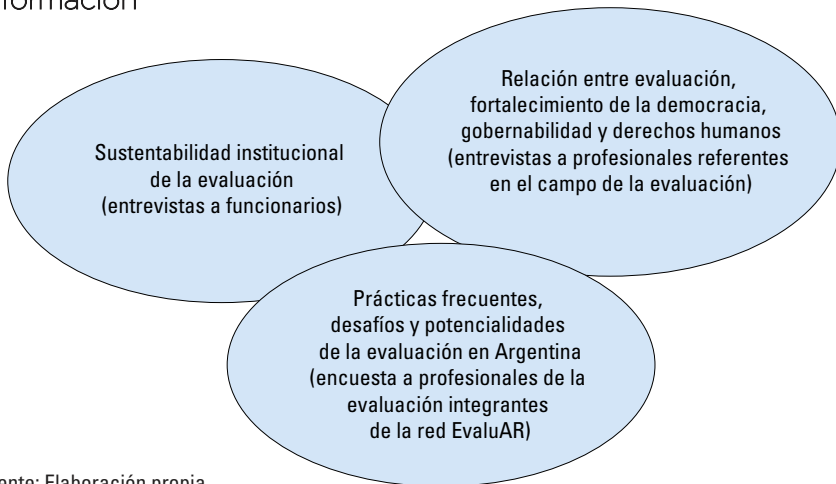 Sustentabilidad institucional
de la evaluación
(entrevistas a funcionarios)
Relación entre evaluación,
fortalecimiento de la democracia,
gobernabilidad y derechos humanos
(entrevistas a profesionales referentes
en el campo de la evaluación)
Prácticas frecuentes,
desafíos y potencialidades
de la evaluación en Argentina
(encuesta a profesionales de la
evaluación integrantes
de la red EvaluAR)
Elaboración propia